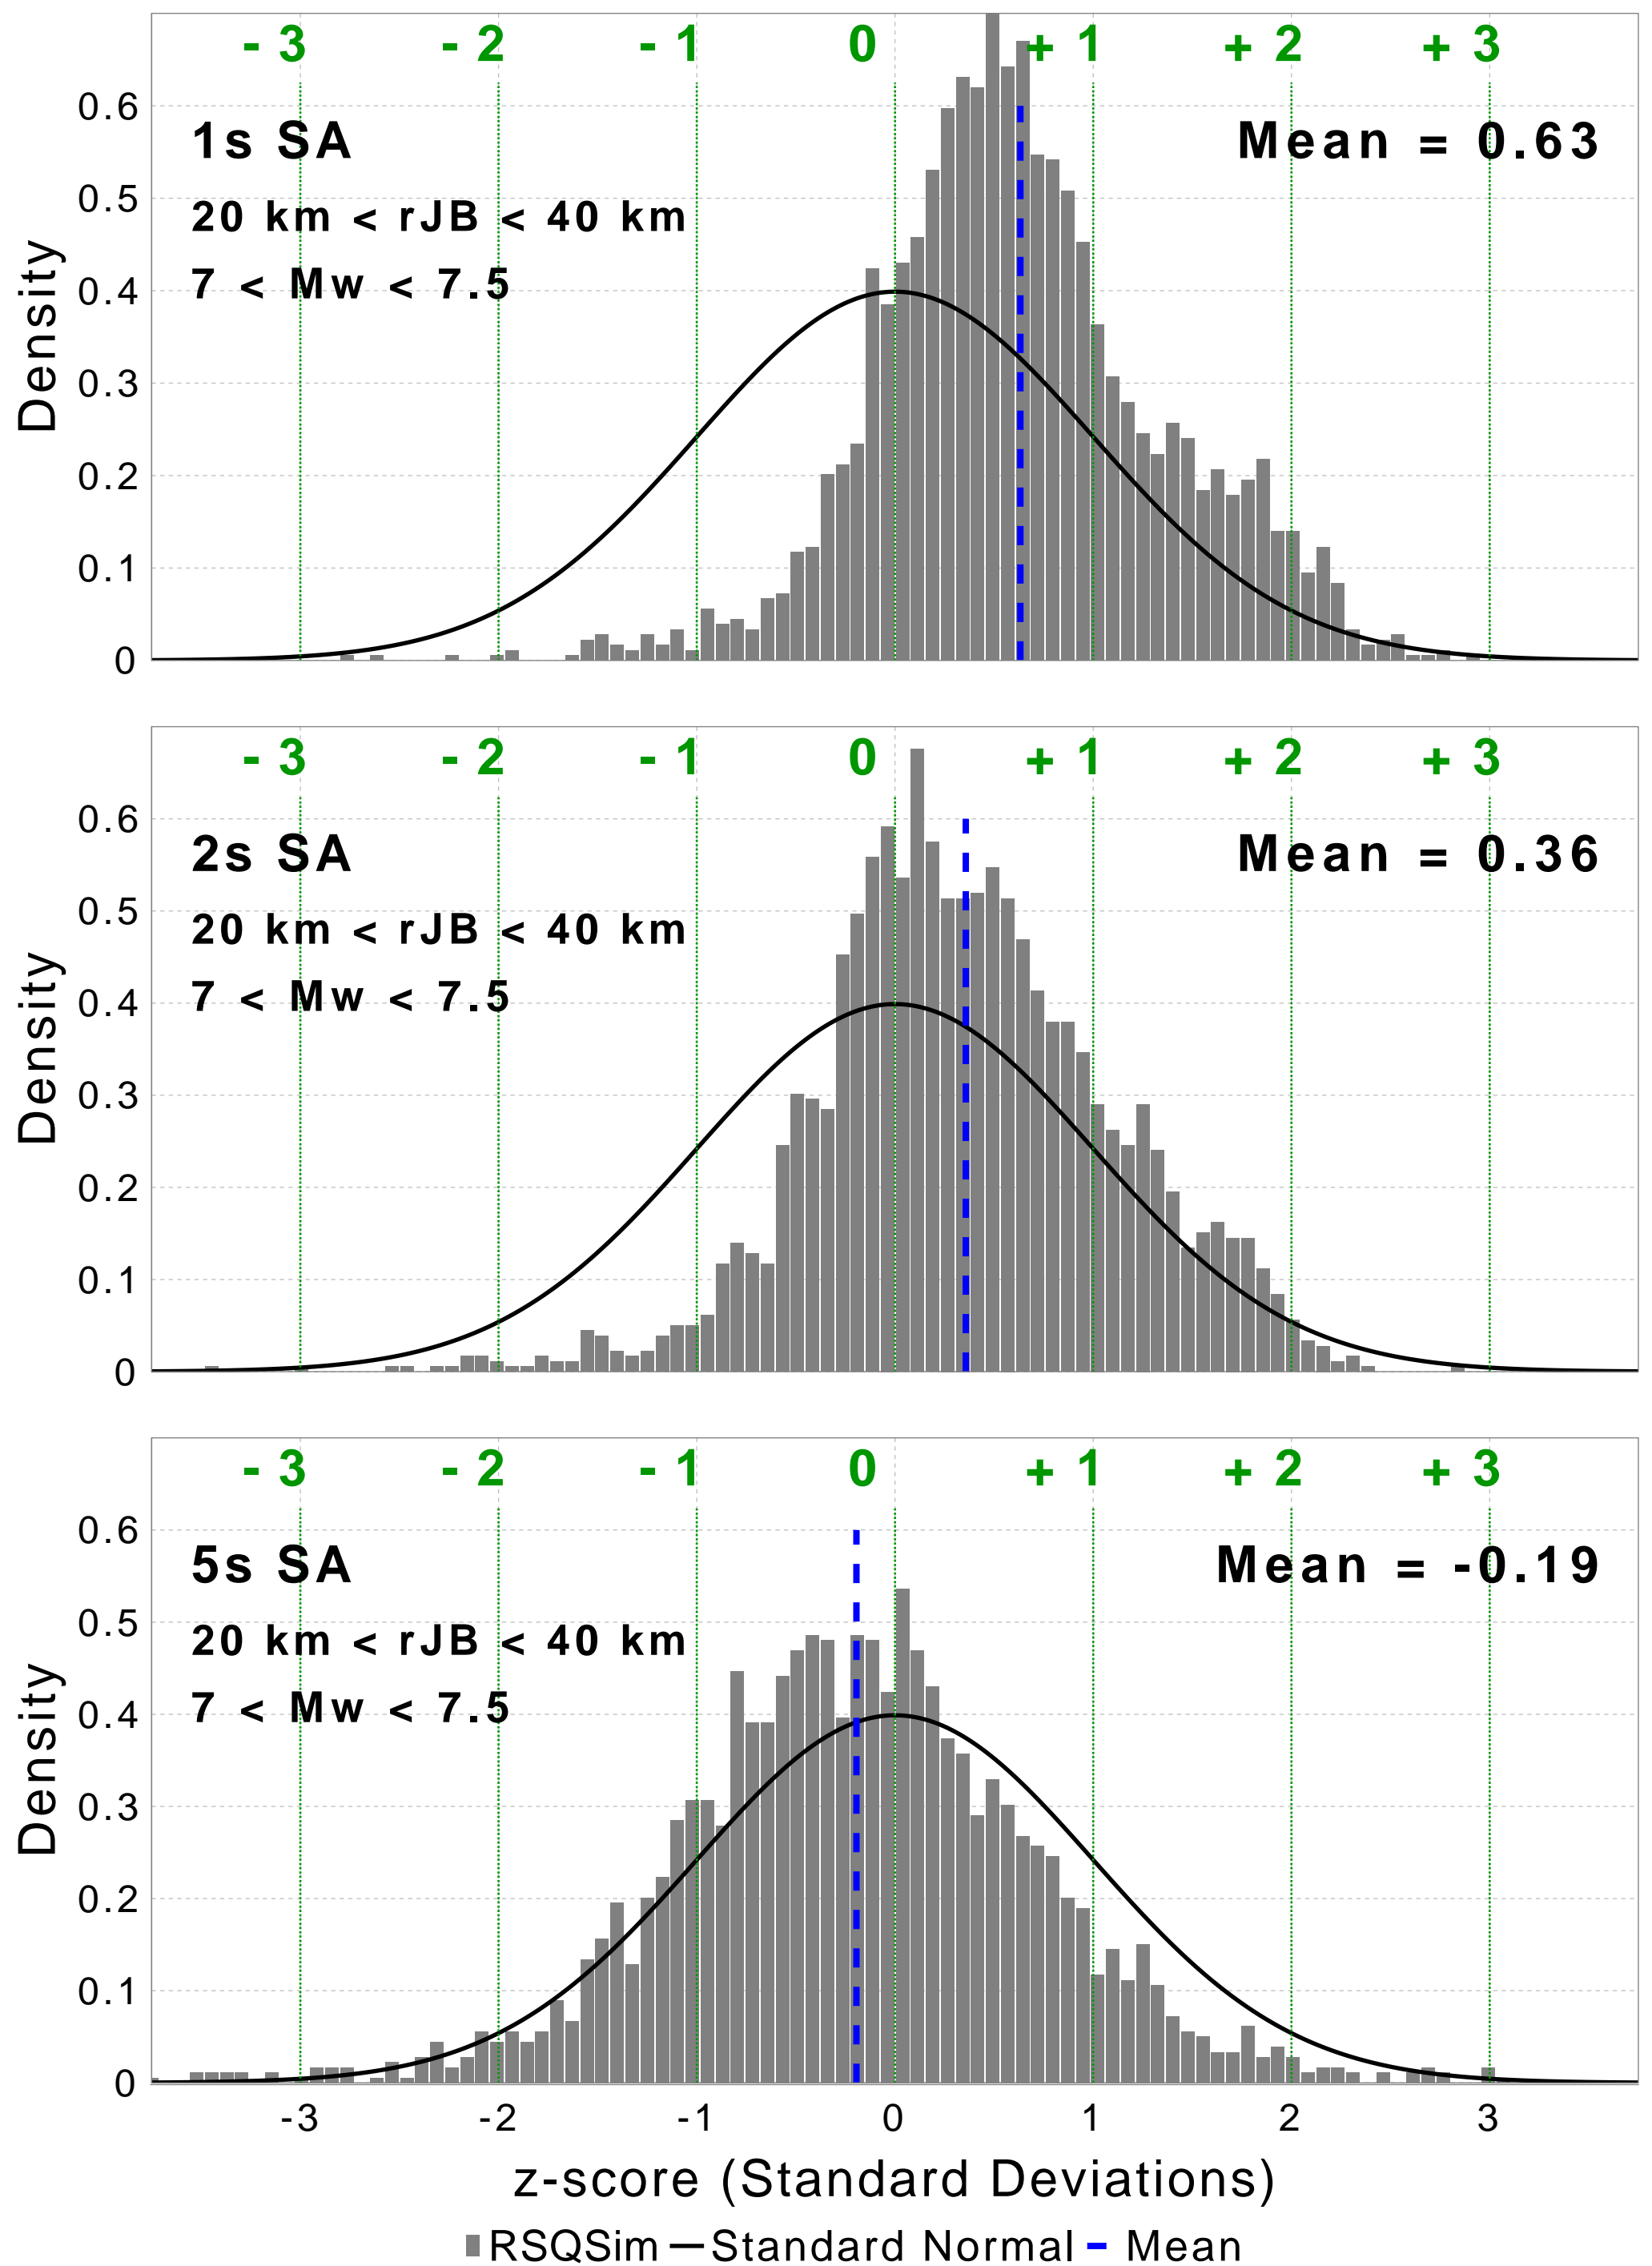 - 3 - 2 - 1 0 + 1 + 2 + 3
0.6
1s SA Mean = 0.63
0.5
20 km < rJB < 40 km
7 < Mw < 7.5
0.4
Density
0.3
0.2
0.1
0
- 3 - 2 - 1 0 + 1 + 2 + 3
0.6
2s SA Mean = 0.36
0.5
20 km < rJB < 40 km
7 < Mw < 7.5
0.4
Density
0.3
0.2
0.1
0
- 3 - 2 - 1 0 + 1 + 2 + 3
0.6
5s SA Mean = -0.19
0.5
20 km < rJB < 40 km
7 < Mw < 7.5
0.4
Density
0.3
0.2
0.1
0
-3 -2 -1 0 1 2 3
z-score (Standard Deviations)
RSQSim Standard Normal Mean